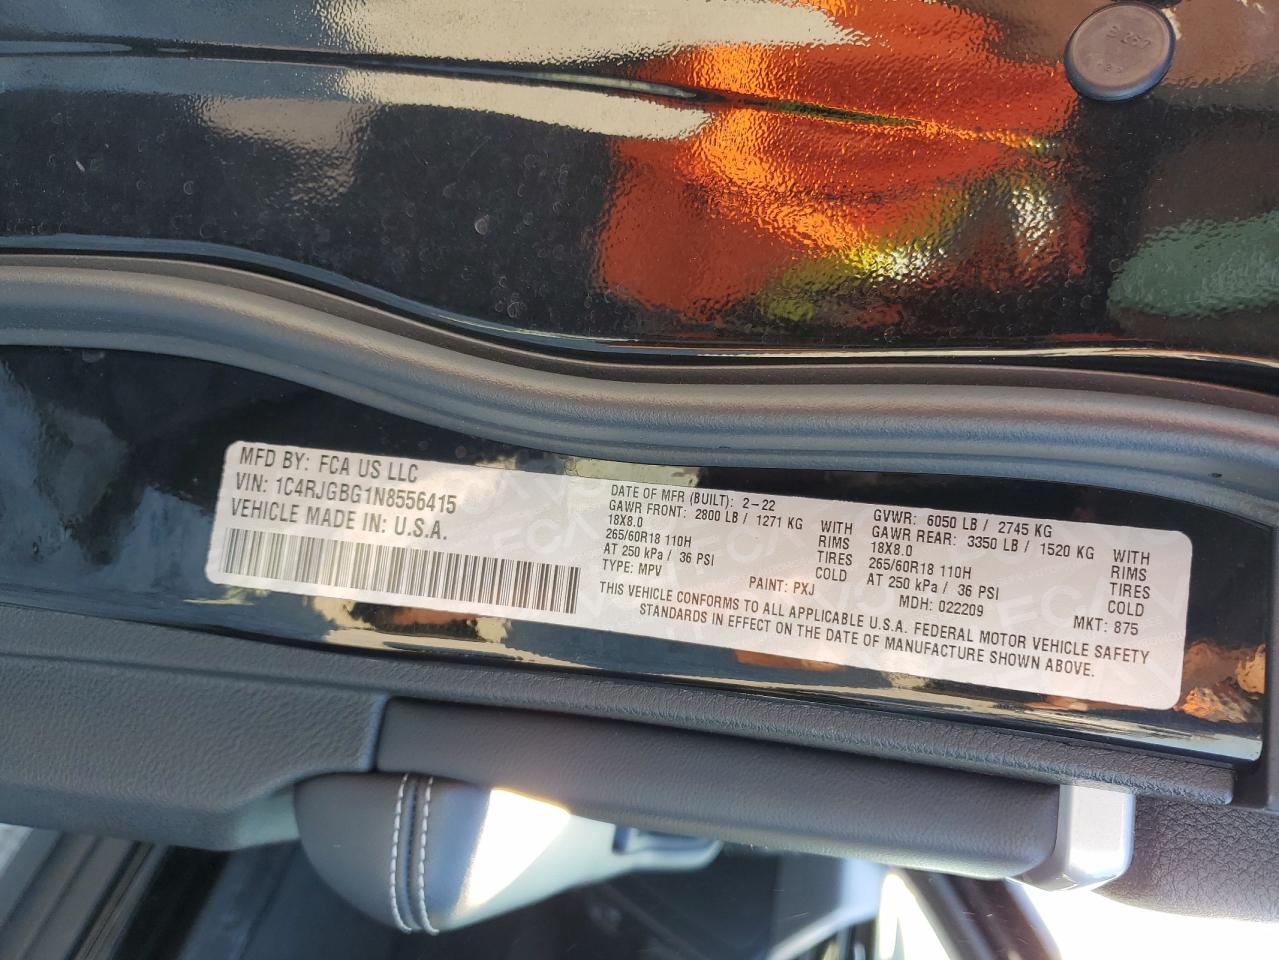 MFD BY: FCA US LLC
VIN: 1C4RJGBG1N8556415
VEHICLE MADE IN: U.S.A.
DATE OF MFR (BUILT): 2-22
GAWR FRONT: 2800 LB / 1271 KG WITH
18X8.0 RIMS
265/60R18 110H TIRES
AT 250 kPa / 36 PSI COLD
TYPE: MPV PAINT: PXJ
GVWR: 6050 LB / 2745 KG
GAWR REAR: 3350 LB / 1520 KG WITH
18X8.0 RIMS
265/60R18 110H TIRES
AT 250 kPa / 36 PSI COLD
MDH: 022209 MKT: 875
THIS VEHICLE CONFORMS TO ALL APPLICABLE U.S.A. FEDERAL MOTOR VEHICLE SAFETY
STANDARDS IN EFFECT ON THE DATE OF MANUFACTURE SHOWN ABOVE.